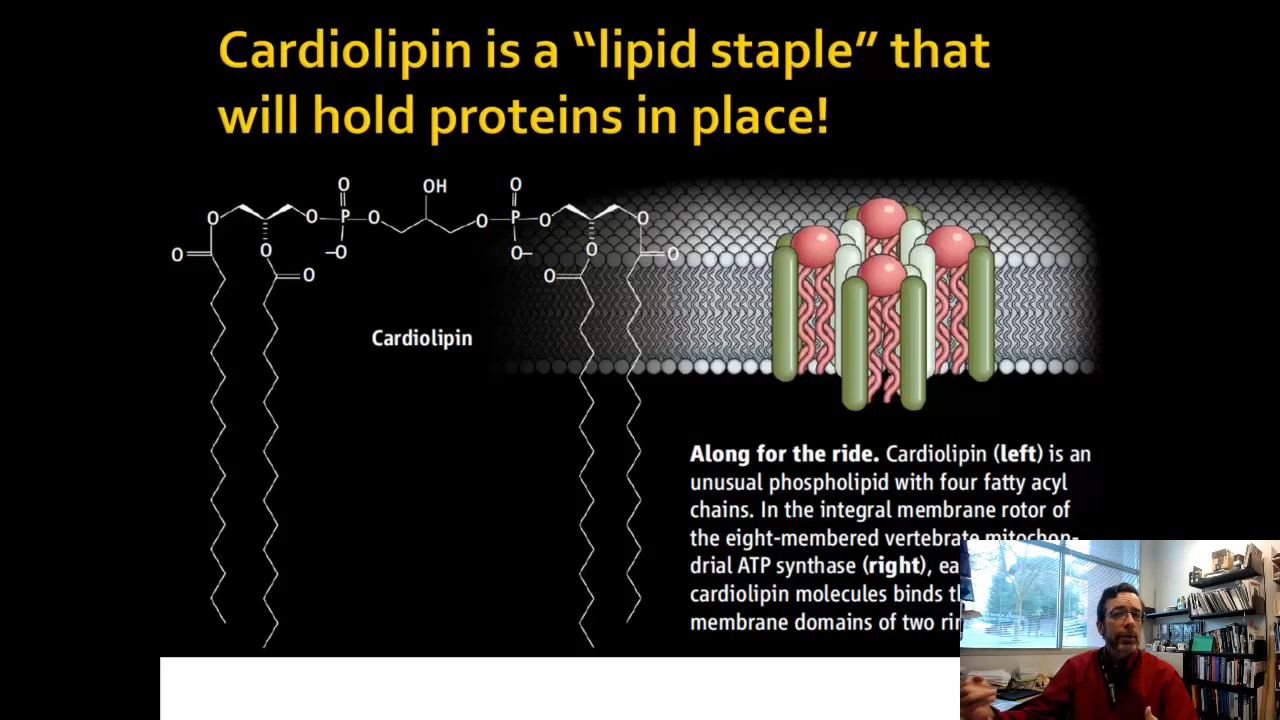 Cardiolipin is a “lipid staple” that
will hold proteins in place!
O OH O
O O P O O P O O
O O –O O– O O
O O
Cardiolipin
Along for the ride. Cardiolipin (left) is an
unusual phospholipid with four fatty acyl
chains. In the integral membrane rotor of
the eight-membered vertebrate mitochon-
drial ATP synthase (right),
cardiolipin molecules binds
membrane domains of two